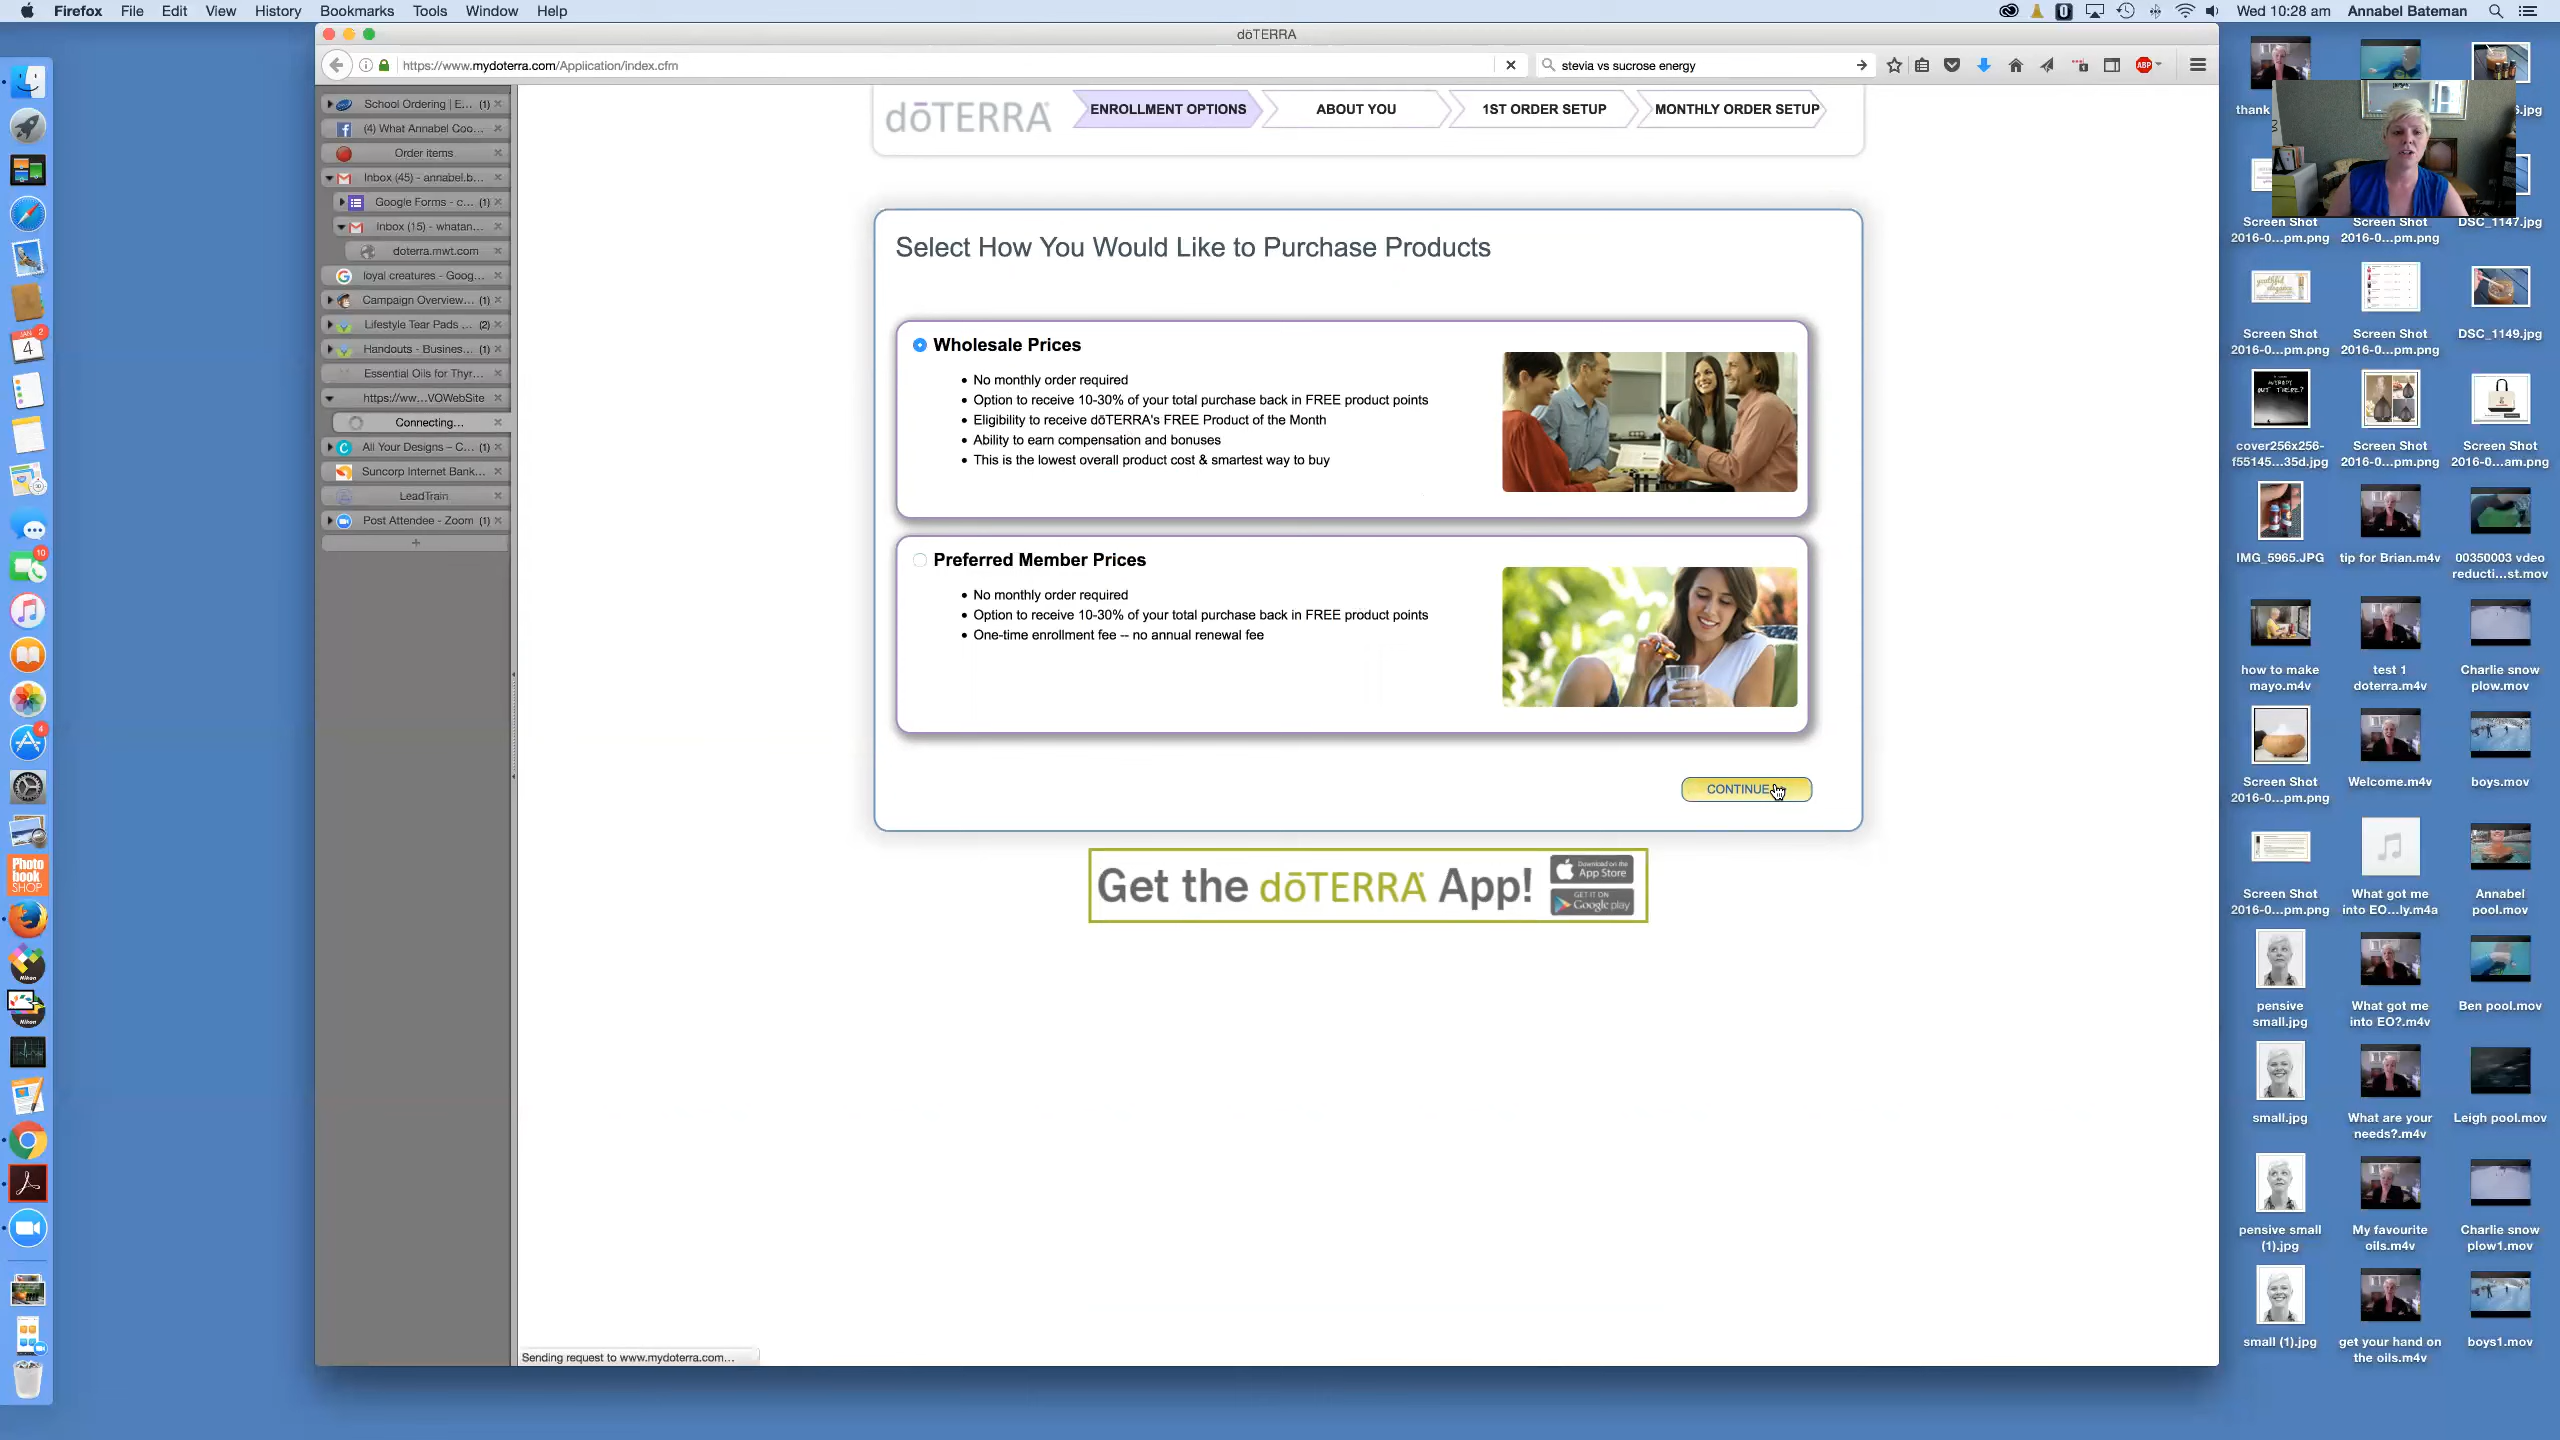 Firefox File Edit View History Bookmarks Tools Window Help
Wed 10:28 am Annabel Bateman
dōTERRA
https://www.mydoterra.com/Application/index.cfm
stevia vs sucrose energy
ABP
School Ordering | E... (1)
(4) What Annabel Coo...
Order items
Inbox (45) - annabel.b...
Google Forms - c... (1)
Inbox (15) - whatan...
doterra.mwt.com
loyal creatures - Goog...
Campaign Overview... (1)
Lifestyle Tear Pads ... (2)
Handouts - Busines... (1)
Essential Oils for Thyr...
https://ww...VOWebSite
Connecting...
All Your Designs – C... (1)
Suncorp Internet Bank...
LeadTrain
Post Attendee - Zoom (1)
dōTERRA
ENROLLMENT OPTIONS
ABOUT YOU
1ST ORDER SETUP
MONTHLY ORDER SETUP
Select How You Would Like to Purchase Products
Wholesale Prices
• No monthly order required
• Option to receive 10-30% of your total purchase back in FREE product points
• Eligibility to receive dōTERRA's FREE Product of the Month
• Ability to earn compensation and bonuses
• This is the lowest overall product cost & smartest way to buy
Preferred Member Prices
• No monthly order required
• Option to receive 10-30% of your total purchase back in FREE product points
• One-time enrollment fee -- no annual renewal fee
CONTINUE
Get the dōTERRA App!
Download on the
App Store
GET IT ON
Google play
Sending request to www.mydoterra.com...
JAN 2
4
10
4
Photo
book
SHOP
Nikon
Nikon
thank
Screen Shot
2016-0...pm.png
Screen Shot
2016-0...pm.png
DSC_1147.jpg
Screen Shot
2016-0...pm.png
Screen Shot
2016-0...pm.png
DSC_1149.jpg
cover256x256-
f55145...35d.jpg
Screen Shot
2016-0...pm.png
Screen Shot
2016-0...am.png
IMG_5965.JPG
tip for Brian.m4v
00350003 vdeo
reducti...st.mov
how to make
mayo.m4v
test 1
doterra.m4v
Charlie snow
plow.mov
Screen Shot
2016-0...pm.png
Welcome.m4v
boys.mov
Screen Shot
2016-0...pm.png
What got me
into EO...ly.m4a
Annabel
pool.mov
pensive
small.jpg
What got me
into EO?.m4v
Ben pool.mov
small.jpg
What are your
needs?.m4v
Leigh pool.mov
pensive small
(1).jpg
My favourite
oils.m4v
Charlie snow
plow1.mov
small (1).jpg
get your hand on
the oils.m4v
boys1.mov